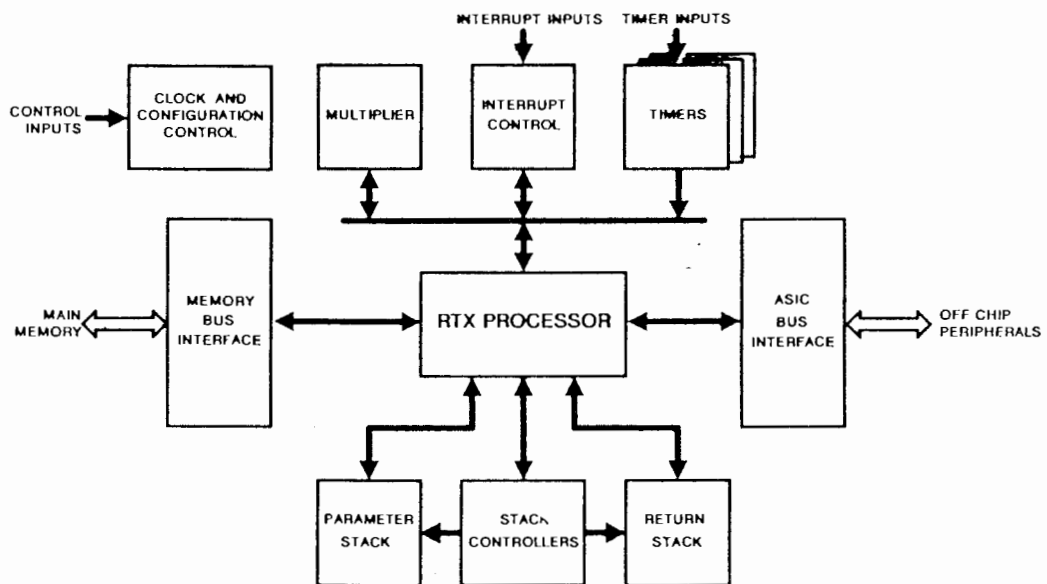 INTERRUPT INPUTS
TIMER INPUTS
CONTROL
INPUTS
CLOCK AND
CONFIGURATION
CONTROL
MULTIPLIER
INTERRUPT
CONTROL
TIMERS
MAIN
MEMORY
MEMORY
BUS
INTERFACE
RTX PROCESSOR
ASIC
BUS
INTERFACE
OFF CHIP
PERIPHERALS
PARAMETER
STACK
STACK
CONTROLLERS
RETURN
STACK